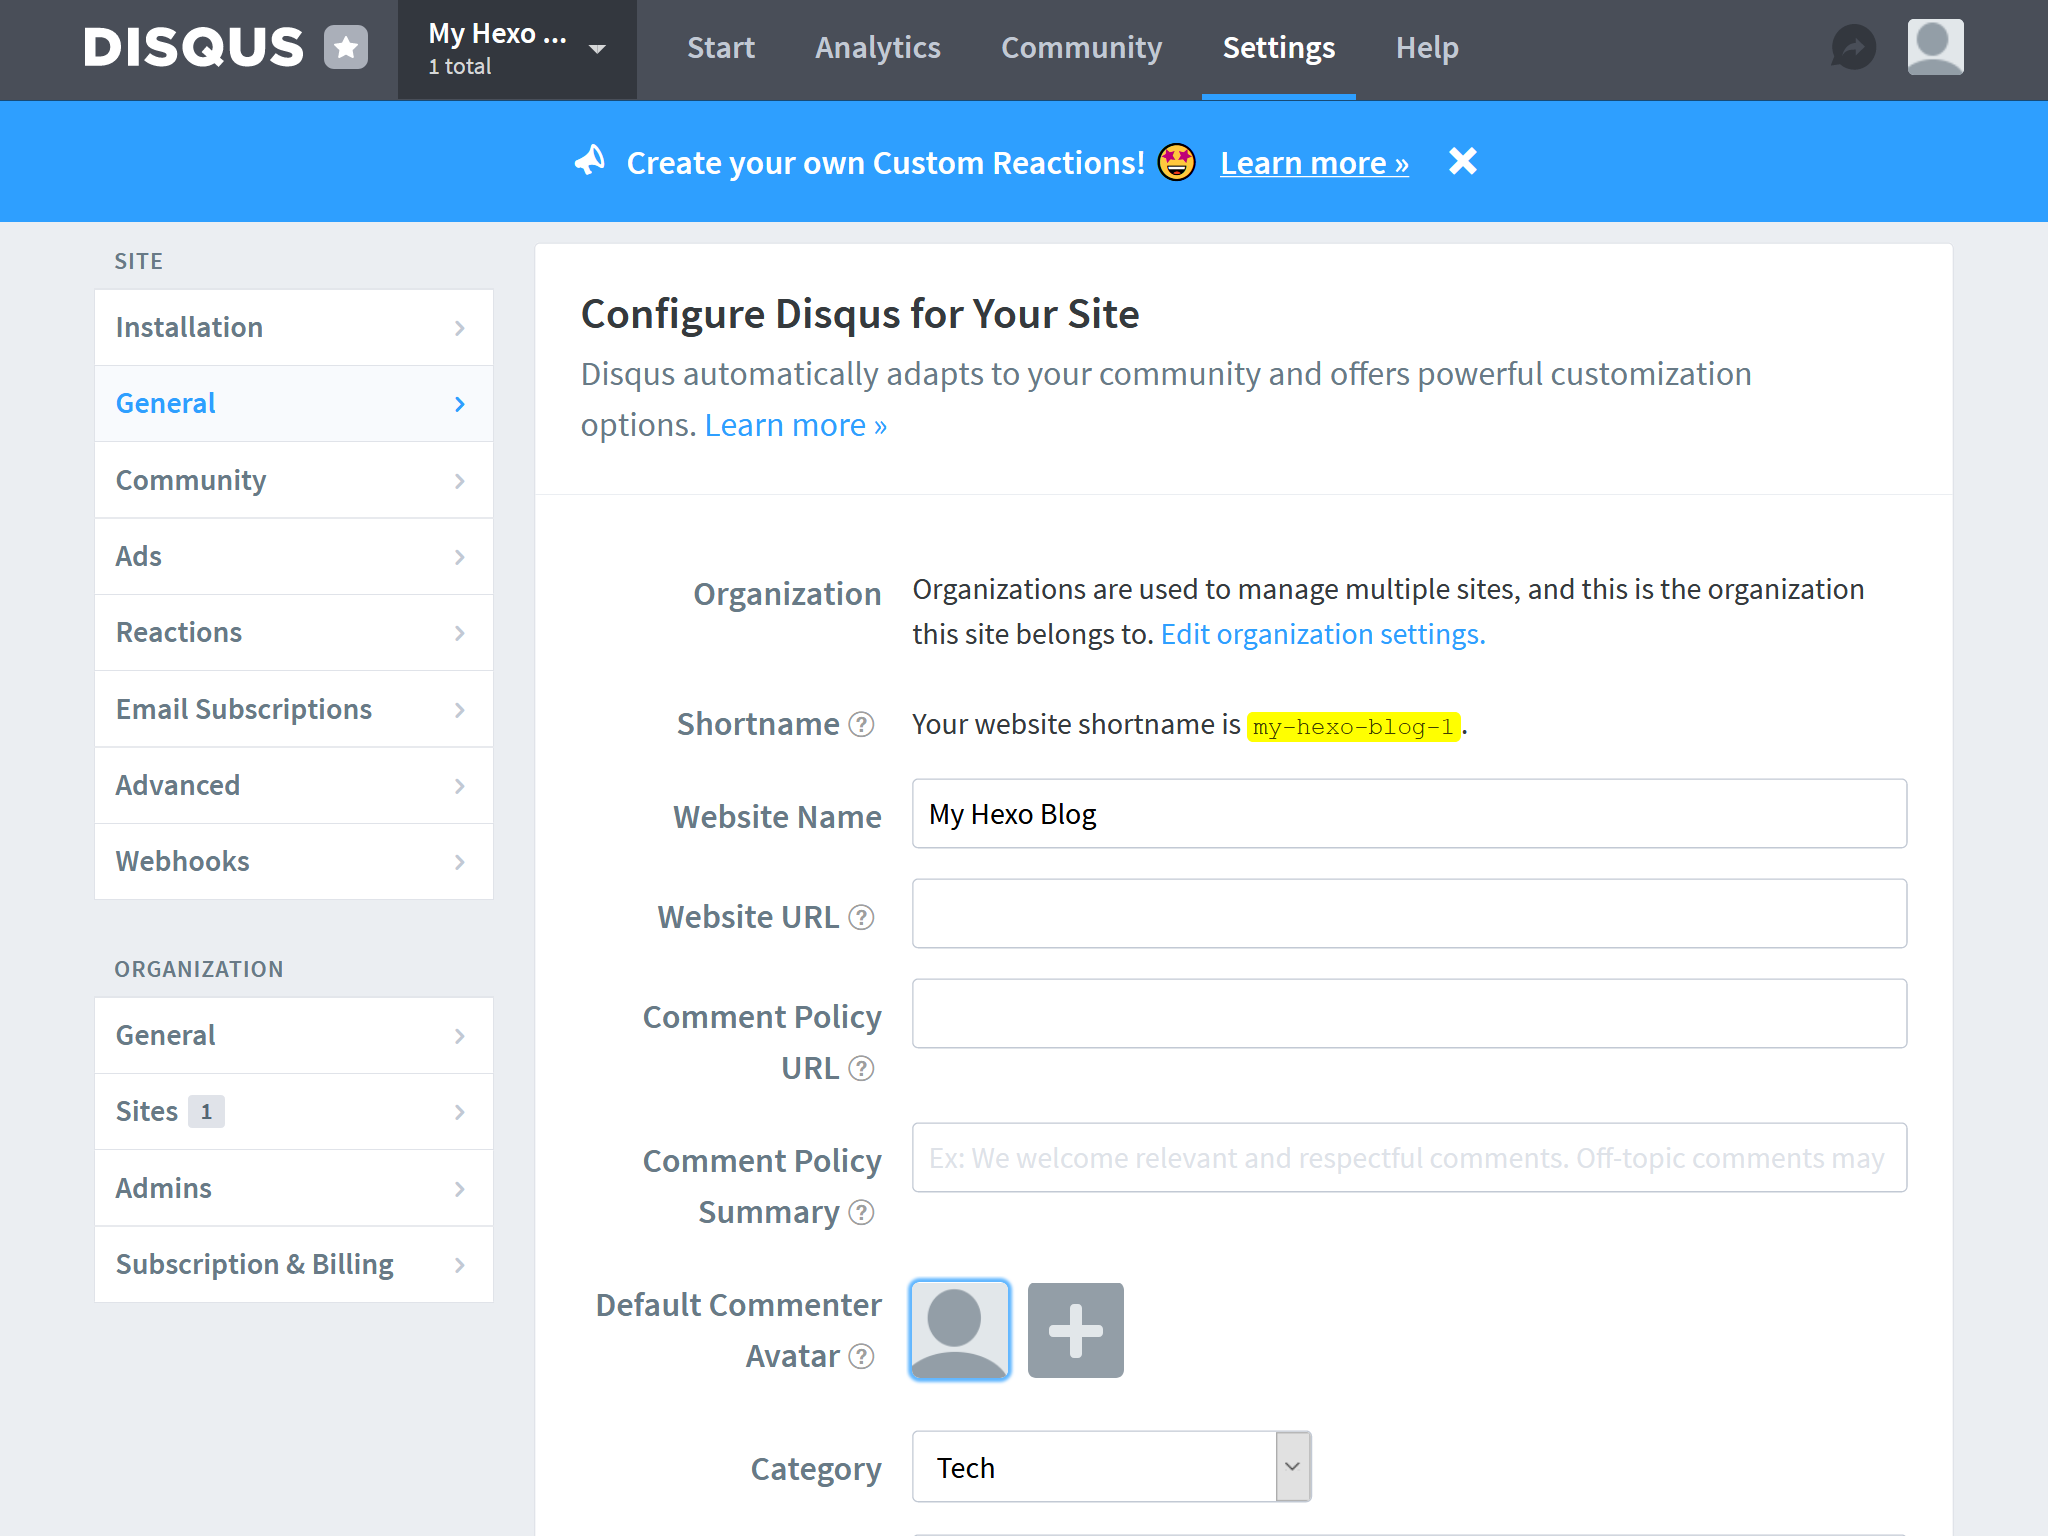 DISQUS
My Hexo ...
1 total
Start
Analytics
Community
Settings
Help
Create your own Custom Reactions! 🤩 Learn more »
SITE
Installation
General
Community
Ads
Reactions
Email Subscriptions
Advanced
Webhooks
ORGANIZATION
General
Sites 1
Admins
Subscription & Billing
Configure Disqus for Your Site
Disqus automatically adapts to your community and offers powerful customization
options. Learn more »
Organization
Organizations are used to manage multiple sites, and this is the organization
this site belongs to. Edit organization settings.
Shortname ?
Your website shortname is my-hexo-blog-1.
Website Name
My Hexo Blog
Website URL ?
Comment Policy
URL ?
Comment Policy
Summary ?
Ex: We welcome relevant and respectful comments. Off-topic comments may
Default Commenter
Avatar ?
Category
Tech